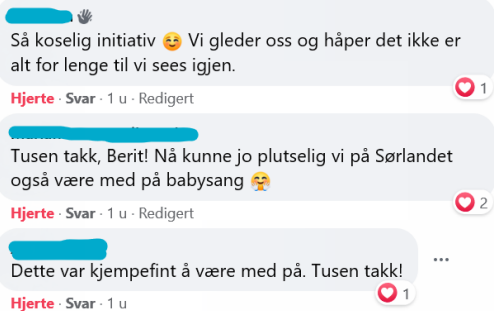 Så koselig initiativ 😊 Vi gleder oss og håper det ikke er
alt for lenge til vi sees igjen.
1
Hjerte · Svar · 1 u · Redigert
Tusen takk, Berit! Nå kunne jo plutselig vi på Sørlandet
også være med på babysang 🤗
2
Hjerte · Svar · 1 u · Redigert
Dette var kjempefint å være med på. Tusen takk!
1
Hjerte · Svar · 1 u